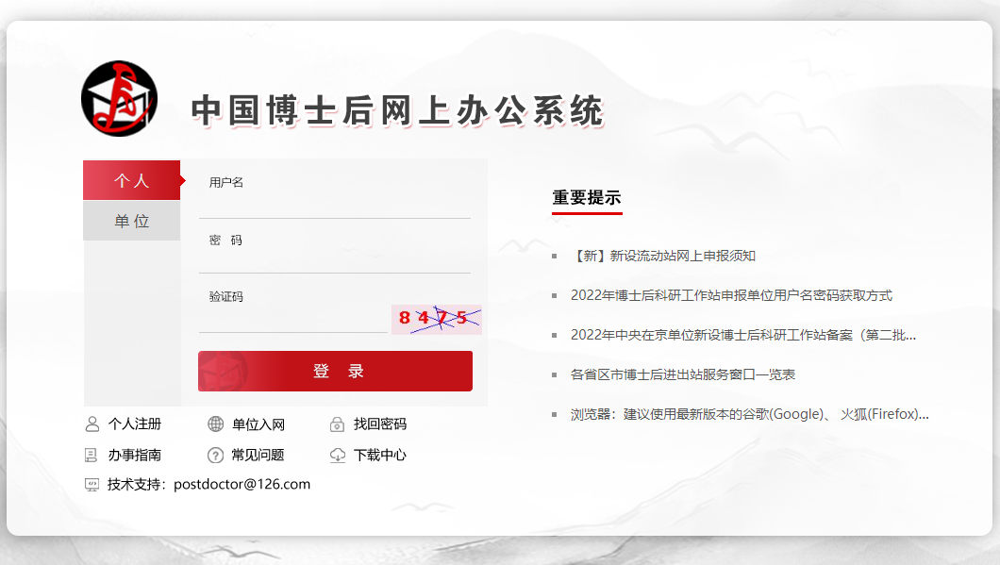 中国博士后网上办公系统
个人
单位
用户名
密 码
验证码
8475
登 录
个人注册 单位入网 找回密码
办事指南 常见问题 下载中心
技术支持：postdoctor@126.com
重要提示
【新】新设流动站网上申报须知
2022年博士后科研工作站申报单位用户名密码获取方式
2022年中央在京单位新设博士后科研工作站备案（第二批...
各省区市博士后进出站服务窗口一览表
浏览器：建议使用最新版本的谷歌(Google)、 火狐(Firefox)...